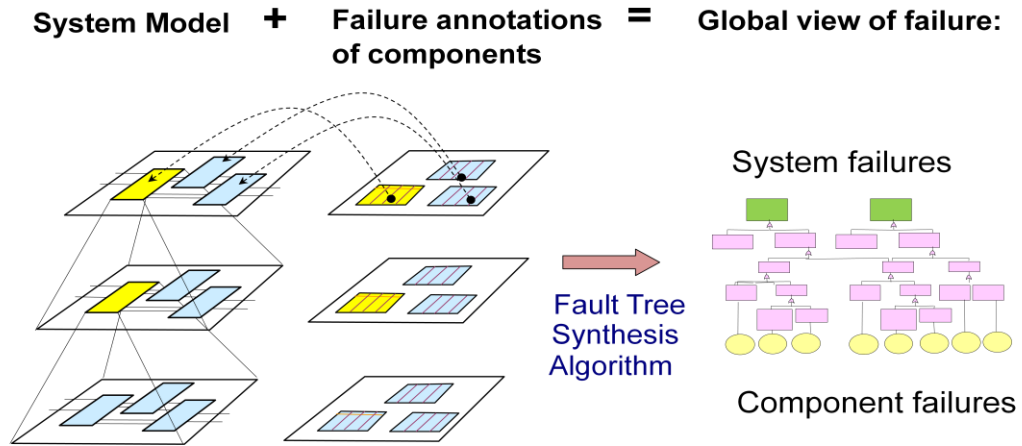 System Model + Failure annotations of components = Global view of failure:
System failures
Fault Tree
Synthesis
Algorithm
Component failures